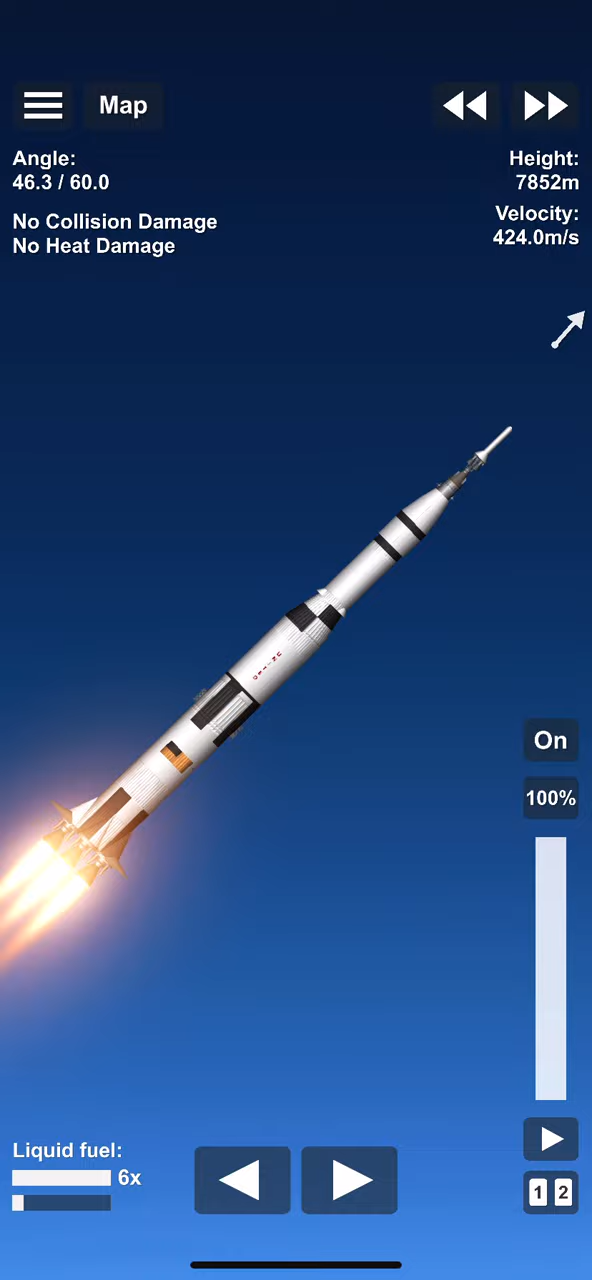 Map
Angle:
46.3 / 60.0
No Collision Damage
No Heat Damage
Height:
7852m
Velocity:
424.0m/s
On
100%
Liquid fuel:
6x
1 2